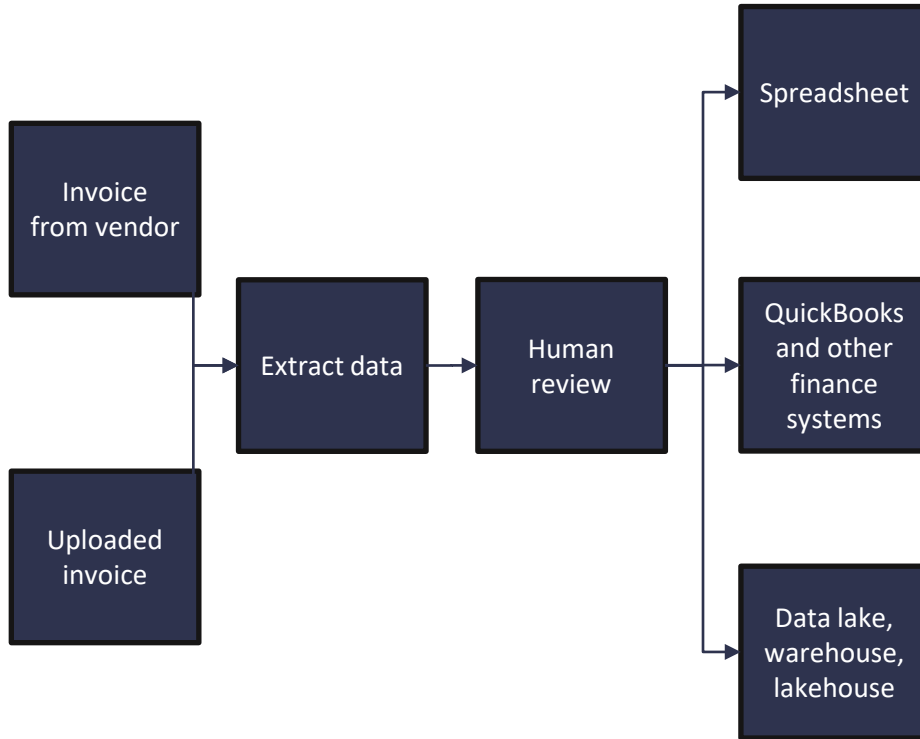 Invoice
from vendor
Uploaded
invoice
Extract data
Human
review
Spreadsheet
QuickBooks
and other
finance
systems
Data lake,
warehouse,
lakehouse